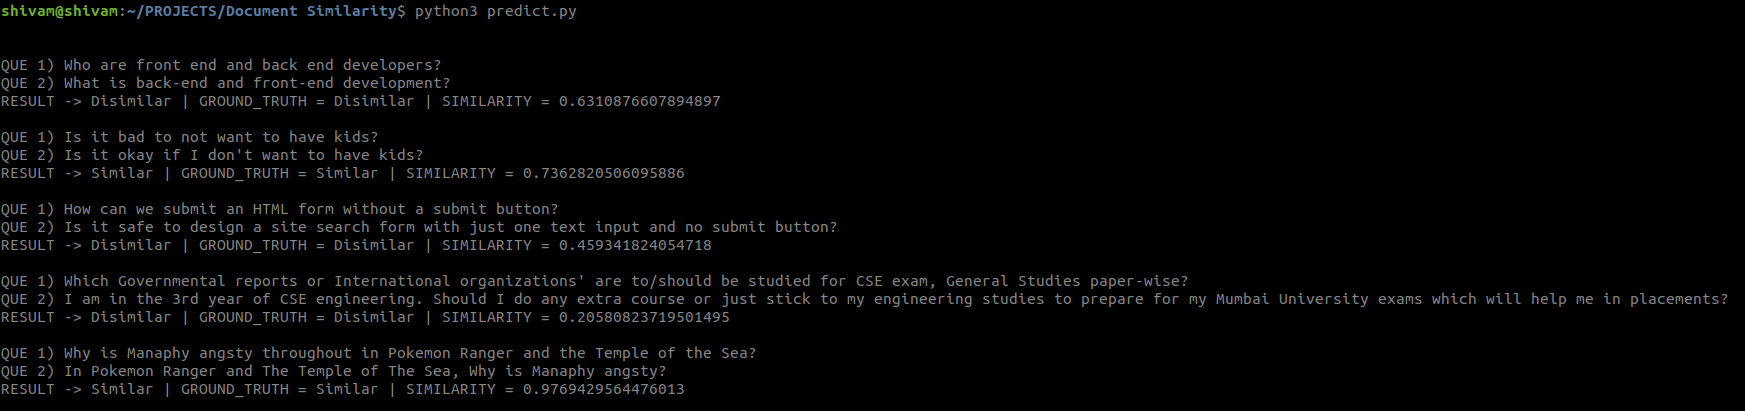 shivam@shivam:~/PROJECTS/Document Similarity$ python3 predict.py
QUE 1) Who are front end and back end developers?
QUE 2) What is back-end and front-end development?
RESULT -> Disimilar | GROUND_TRUTH = Disimilar | SIMILARITY = 0.6310876607894897
QUE 1) Is it bad to not want to have kids?
QUE 2) Is it okay if I don't want to have kids?
RESULT -> Similar | GROUND_TRUTH = Similar | SIMILARITY = 0.7362820506095886
QUE 1) How can we submit an HTML form without a submit button?
QUE 2) Is it safe to design a site search form with just one text input and no submit button?
RESULT -> Disimilar | GROUND_TRUTH = Disimilar | SIMILARITY = 0.459341824054718
QUE 1) Which Governmental reports or International organizations' are to/should be studied for CSE exam, General Studies paper-wise?
QUE 2) I am in the 3rd year of CSE engineering. Should I do any extra course or just stick to my engineering studies to prepare for my Mumbai University exams which will help me in placements?
RESULT -> Disimilar | GROUND_TRUTH = Disimilar | SIMILARITY = 0.20580823719501495
QUE 1) Why is Manaphy angsty throughout in Pokemon Ranger and the Temple of the Sea?
QUE 2) In Pokemon Ranger and The Temple of The Sea, Why is Manaphy angsty?
RESULT -> Similar | GROUND_TRUTH = Similar | SIMILARITY = 0.9769429564476013